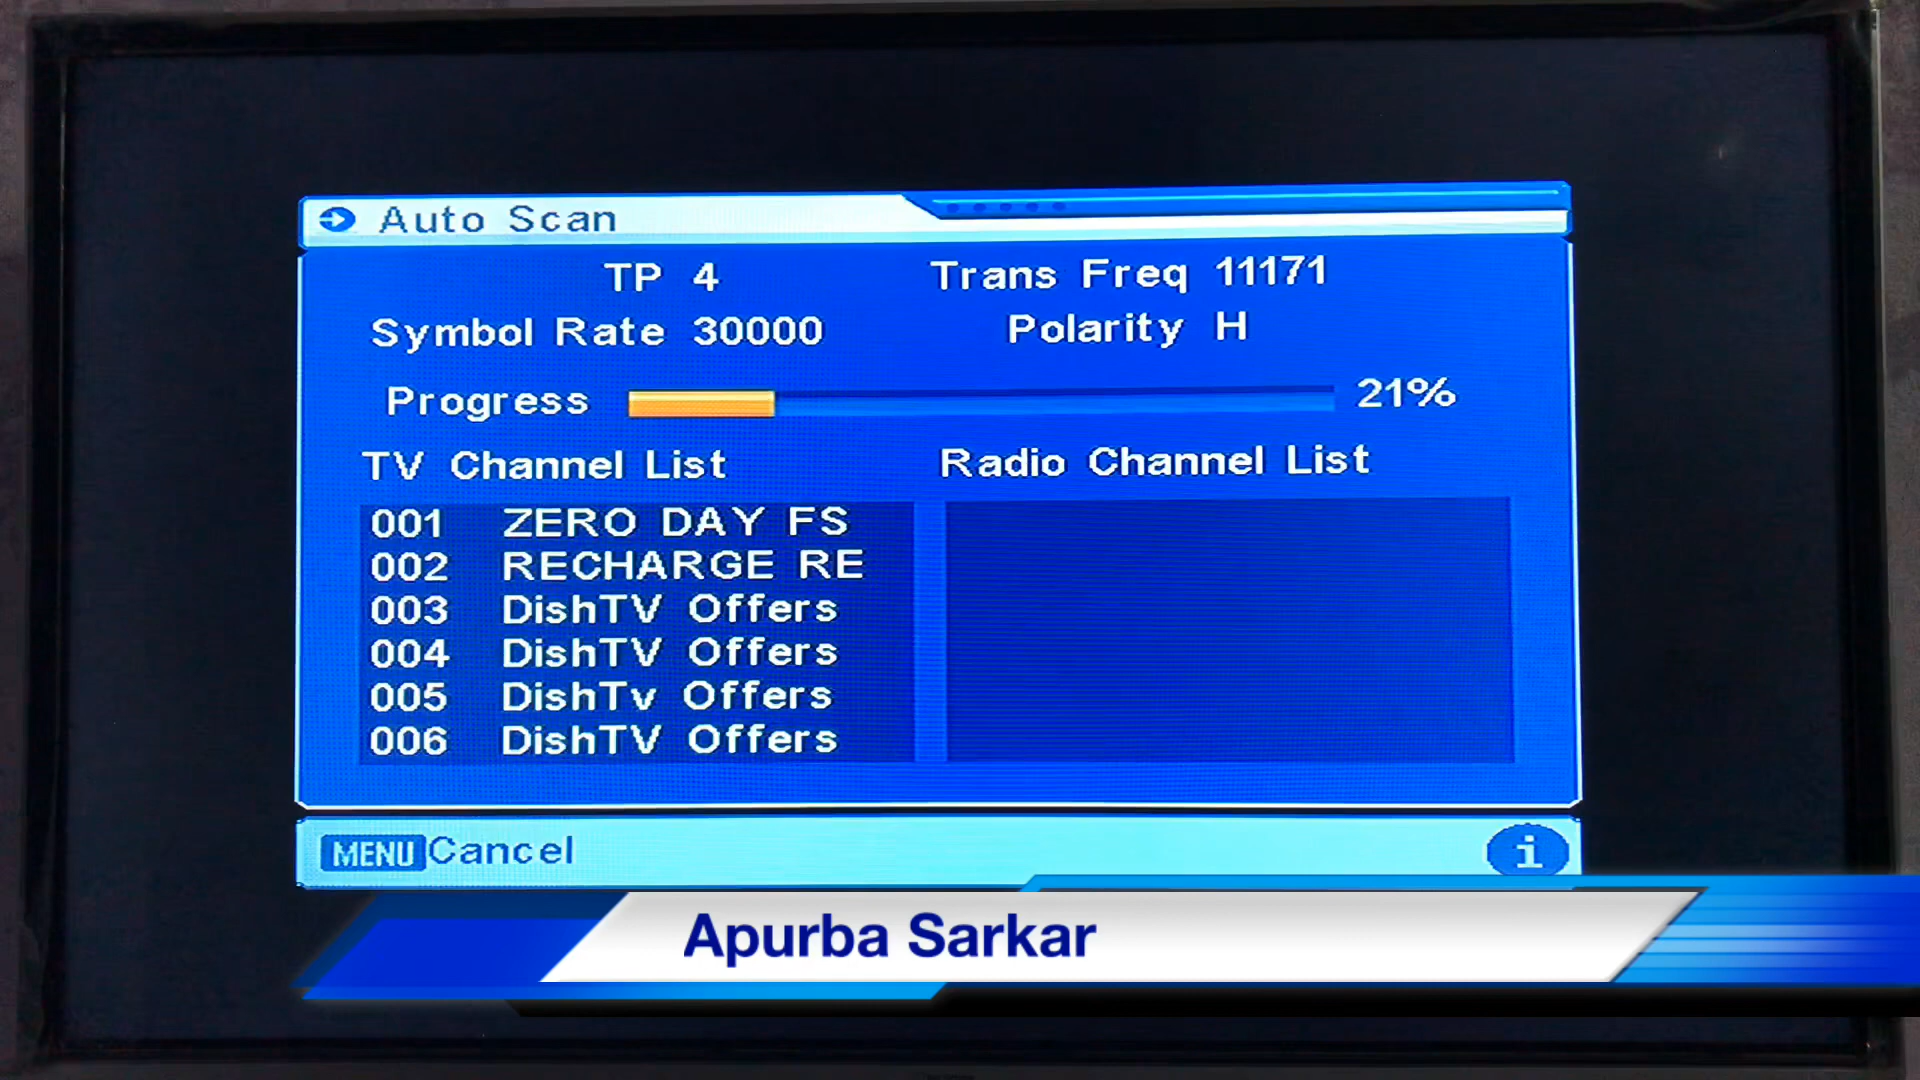 Auto Scan
TP 4 Trans Freq 11171
Symbol Rate 30000 Polarity H
Progress 21%
TV Channel List Radio Channel List
001 ZERO DAY FS
002 RECHARGE RE
003 DishTV Offers
004 DishTV Offers
005 DishTv Offers
006 DishTV Offers
MENU Cancel i
Apurba Sarkar